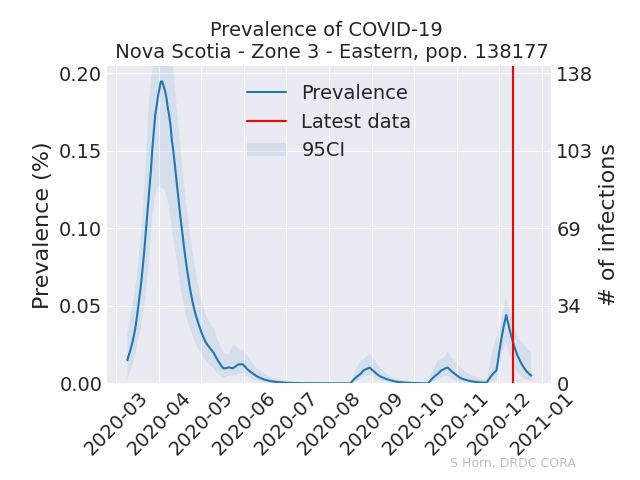 Prevalence of COVID-19
Nova Scotia - Zone 3 - Eastern, pop. 138177
Prevalence
Latest data
95CI
Prevalence (%)
0.20
0.15
0.10
0.05
0.00
138
103
69
34
0
# of infections
2020-03
2020-04
2020-05
2020-06
2020-07
2020-08
2020-09
2020-10
2020-11
2020-12
2021-01
S Horn, DRDC CORA